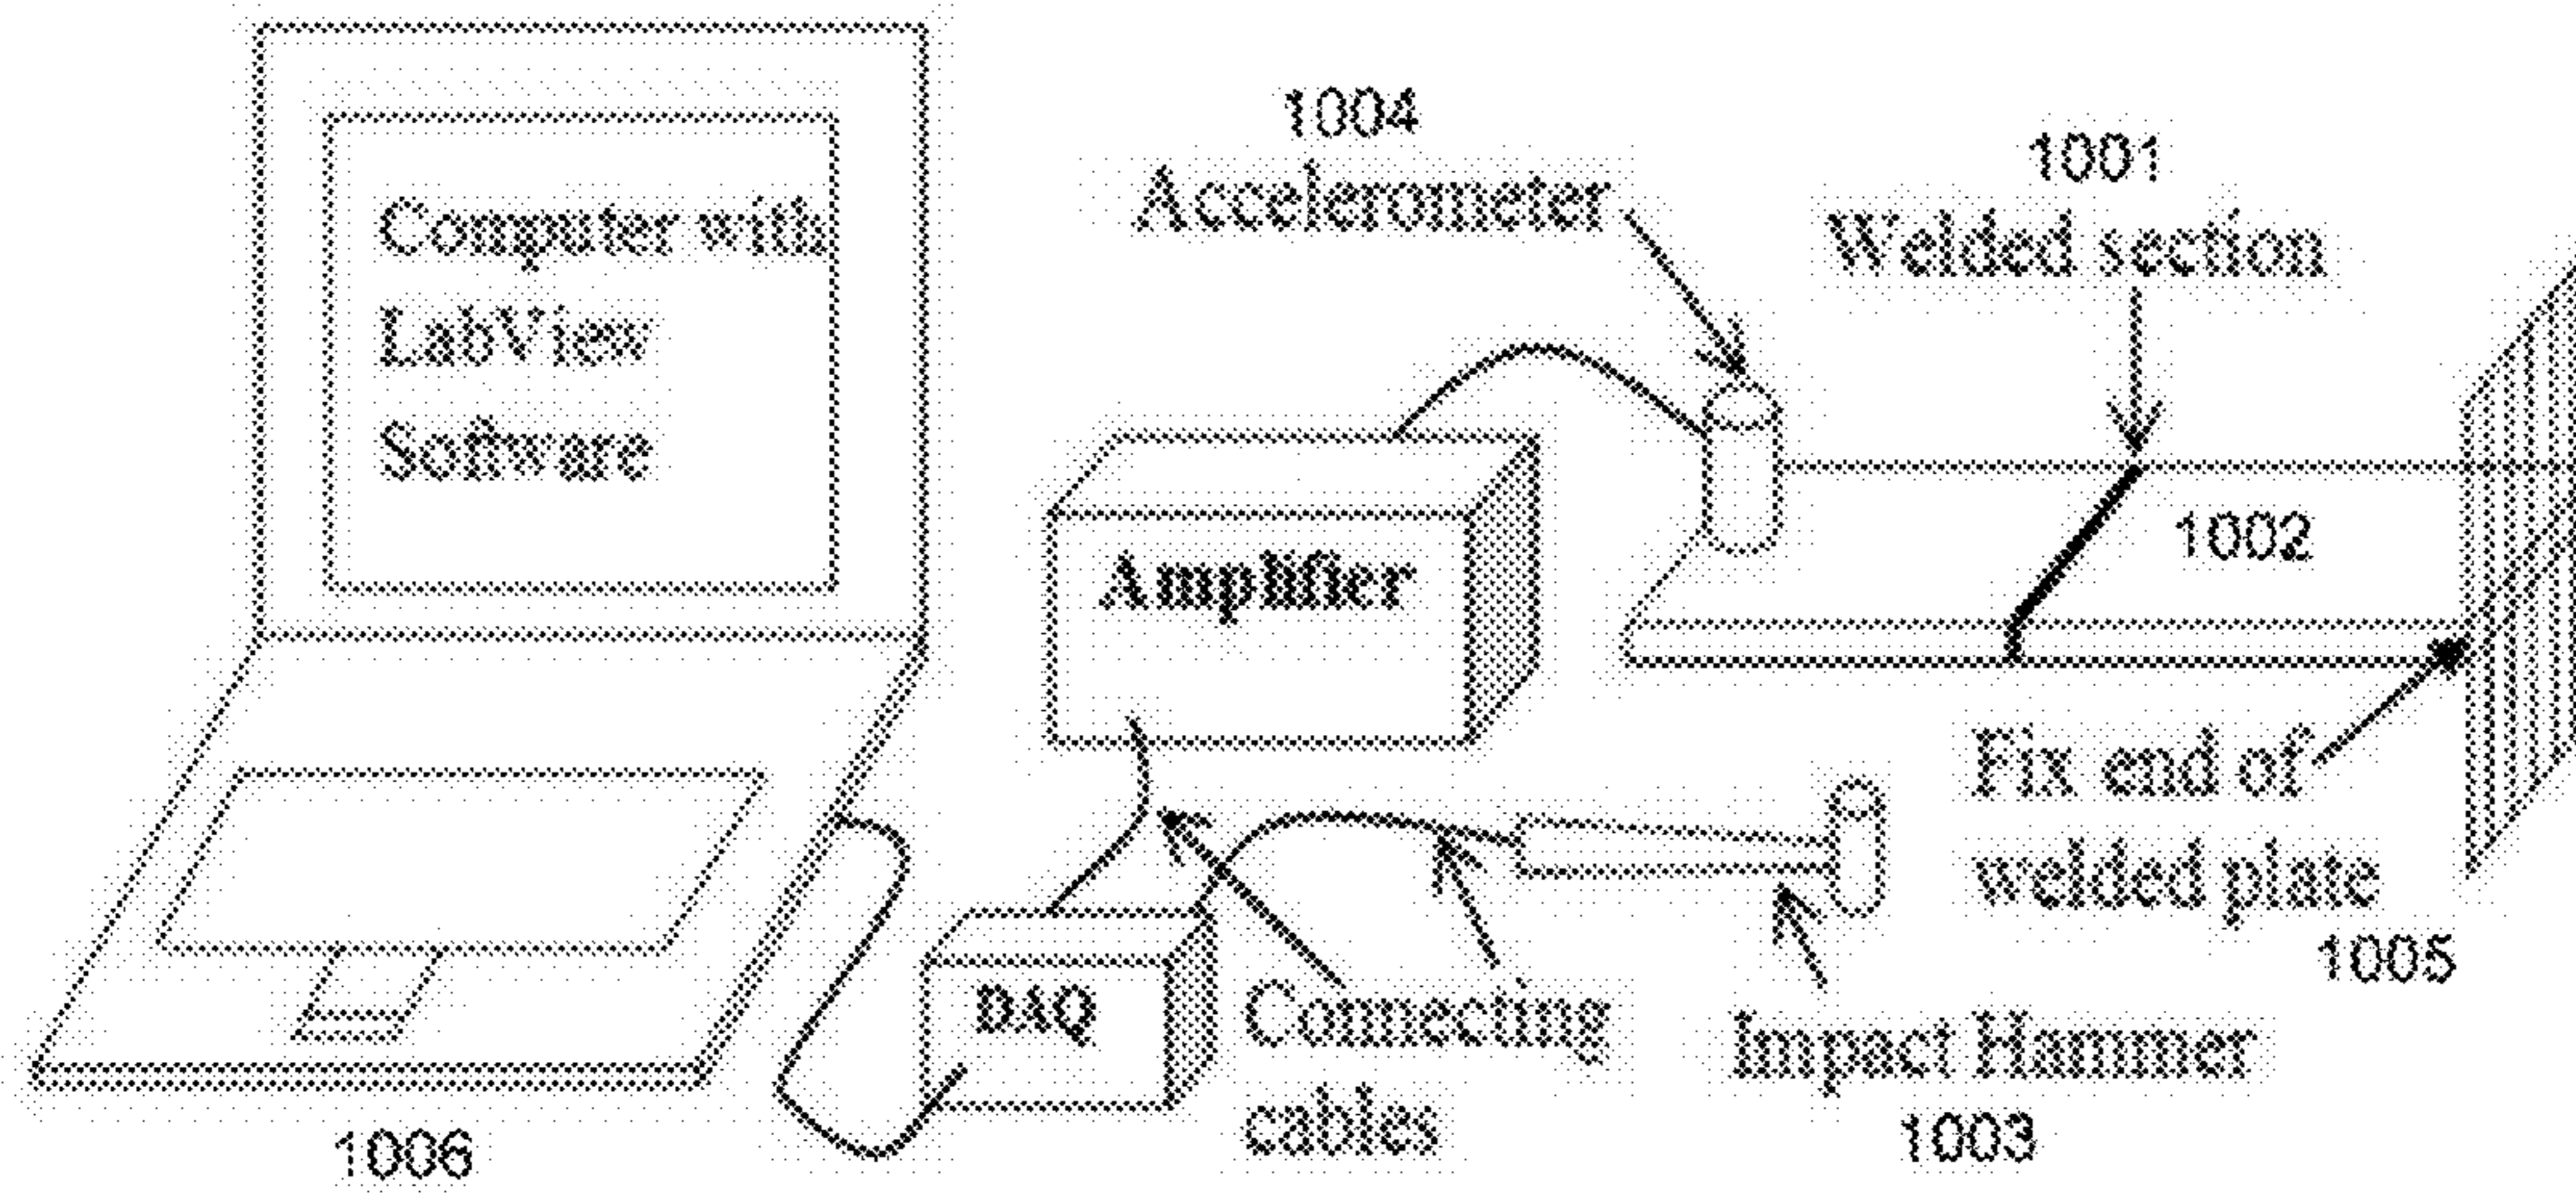 1004
Accelerometer
1001
Welded section
Computer with
LabView
Software
1002
Amplifier
Fix end of
welded plate
1005
DAQ
Connecting
cables
Impact Hammer
1003
1006